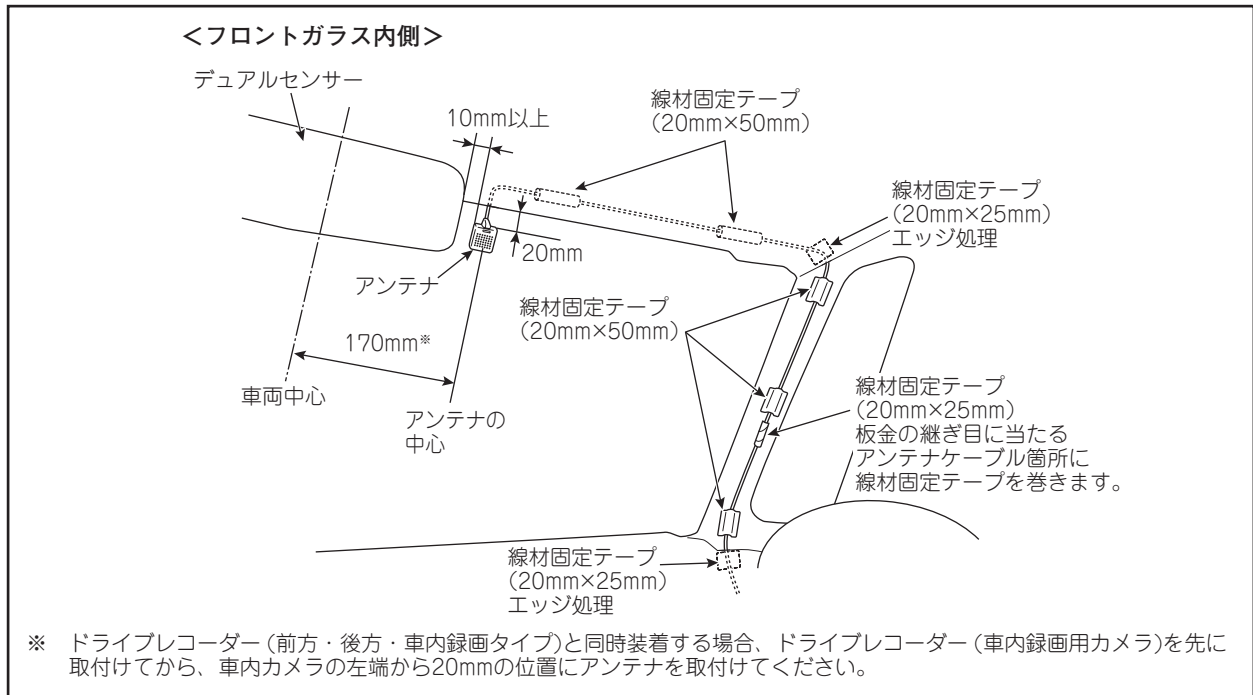 ＜フロントガラス内側＞
デュアルセンサー
10mm以上
線材固定テープ
(20mm×50mm)
線材固定テープ
(20mm×25mm)
エッジ処理
20mm
アンテナ
線材固定テープ
(20mm×50mm)
170mm※
車両中心
アンテナの
中心
線材固定テープ
(20mm×25mm)
板金の継ぎ目に当たる
アンテナケーブル箇所に
線材固定テープを巻きます。
線材固定テープ
(20mm×25mm)
エッジ処理
※ ドライブレコーダー（前方・後方・車内録画タイプ）と同時装着する場合、ドライブレコーダー（車内録画用カメラ）を先に
取付けてから、車内カメラの左端から20mmの位置にアンテナを取付けてください。